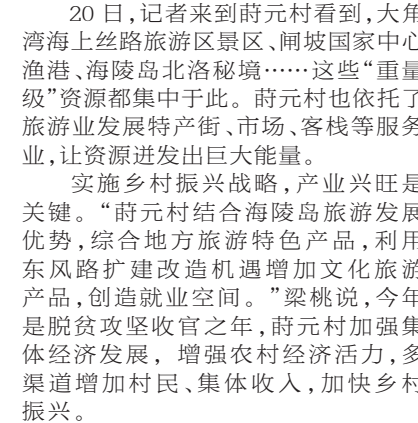 20 日，记者来到莳元村看到，大角
湾海上丝路旅游区景区、闸坡国家中心
渔港、海陵岛北洛秘境……这些“重量
级”资源都集中于此。莳元村也依托了
旅游业发展特产街、市场、客栈等服务
业，让资源迸发出巨大能量。
实施乡村振兴战略，产业兴旺是
关键。“莳元村结合海陵岛旅游发展
优势，综合地方旅游特色产品，利用
东风路扩建改造机遇增加文化旅游
产品，创造就业空间。”梁桃说，今年
是脱贫攻坚收官之年，莳元村加强集
体经济发展，增强农村经济活力，多
渠道增加村民、集体收入，加快乡村
振兴。